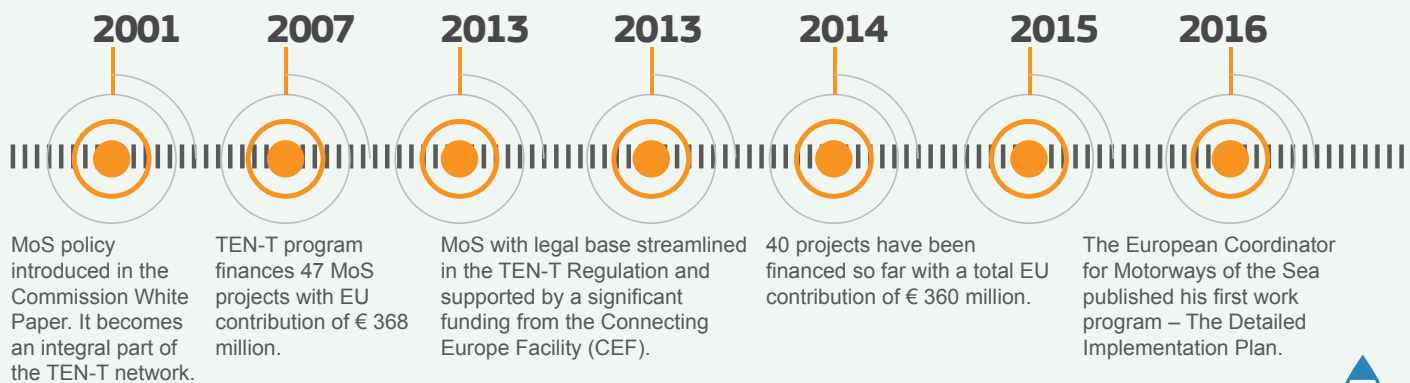 2001 2007 2013 2013 2014 2015 2016
MoS policy
introduced in the
Commission White
Paper. It becomes
an integral part of
the TEN-T network.
TEN-T program
finances 47 MoS
projects with EU
contribution of € 368
million.
MoS with legal base streamlined
in the TEN-T Regulation and
supported by a significant
funding from the Connecting
Europe Facility (CEF).
40 projects have been
financed so far with a total EU
contribution of € 360 million.
The European Coordinator
for Motorways of the Sea
published his first work
program – The Detailed
Implementation Plan.